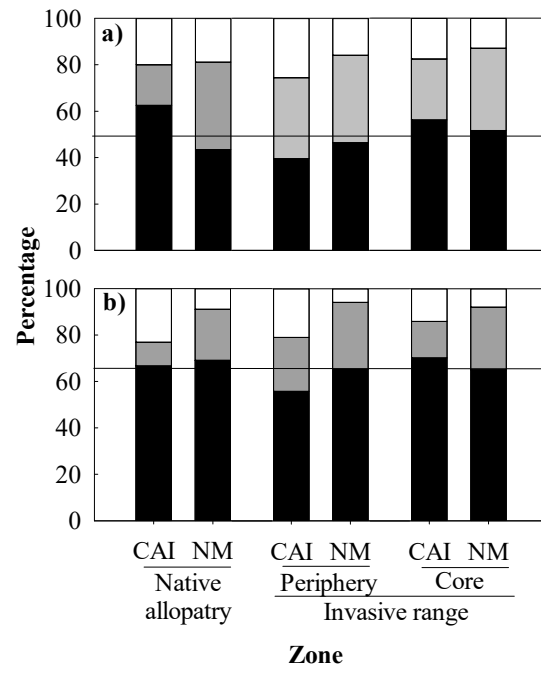 100
a)
80
60
40
20
0
Percentage
100
b)
80
60
40
20
0
CAI NM CAI NM CAI NM
Native allopatry Periphery Core
Invasive range
Zone